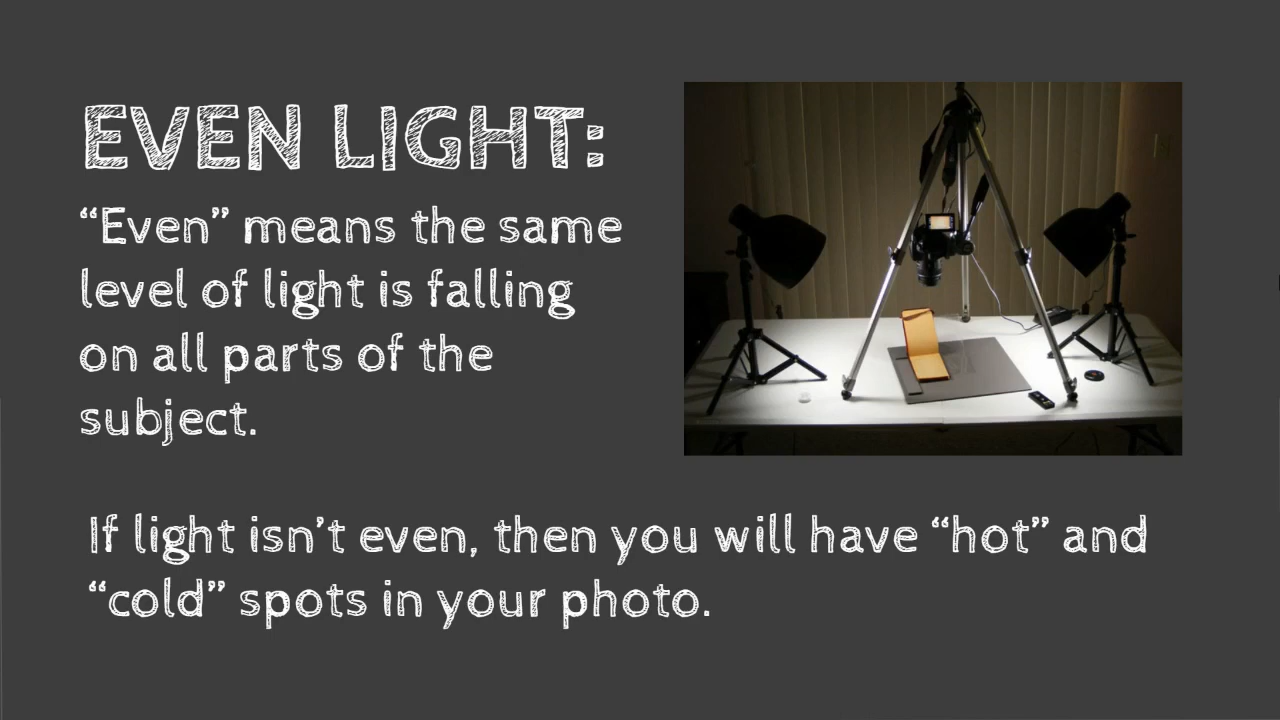 EVEN LIGHT:
“Even” means the same
level of light is falling
on all parts of the
subject.
If light isn’t even, then you will have “hot” and
“cold” spots in your photo.